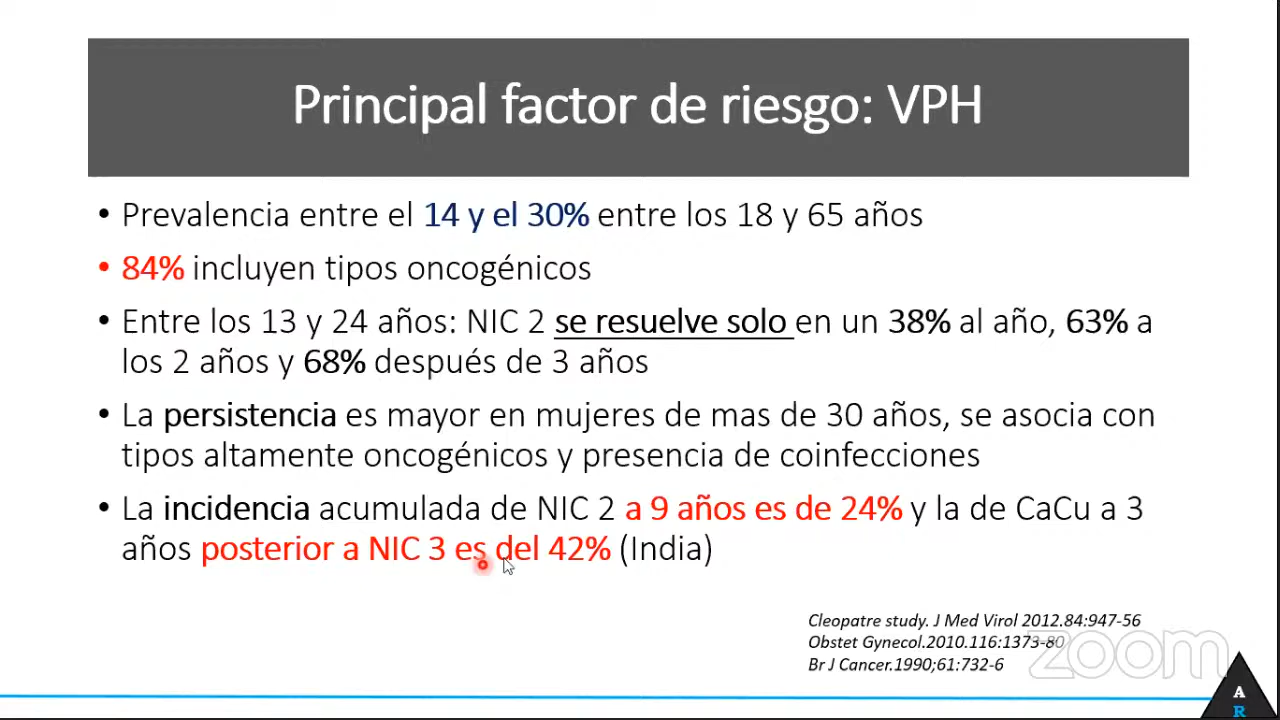 Principal factor de riesgo: VPH
• Prevalencia entre el 14 y el 30% entre los 18 y 65 años
• 84% incluyen tipos oncogénicos
• Entre los 13 y 24 años: NIC 2 se resuelve solo en un 38% al año, 63% a
los 2 años y 68% después de 3 años
• La persistencia es mayor en mujeres de mas de 30 años, se asocia con
tipos altamente oncogénicos y presencia de coinfecciones
• La incidencia acumulada de NIC 2 a 9 años es de 24% y la de CaCu a 3
años posterior a NIC 3 es del 42% (India)
Cleopatre study. J Med Virol 2012.84:947-56
Obstet Gynecol.2010.116:1373-80
Br J Cancer.1990;61:732-6
zoom
A
R